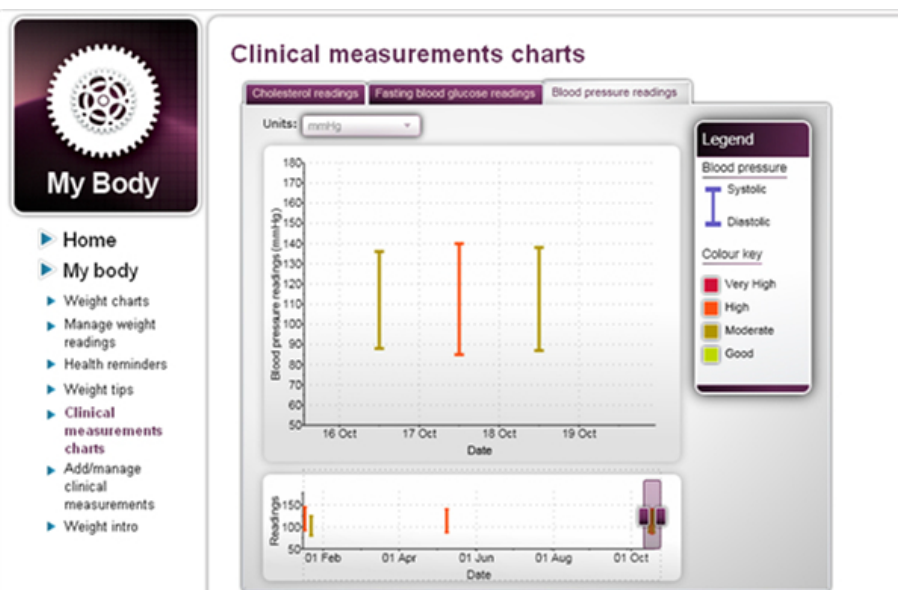 My Body
Home
My body
Weight charts
Manage weight
readings
Health reminders
Weight tips
Clinical
measurements
charts
Add/manage
clinical
measurements
Weight intro
Clinical measurements charts
Cholesterol readings
Fasting blood glucose readings
Blood pressure readings
Units:
mmHg
Blood pressure readings (mmHg)
180
170
160
150
140
130
120
110
100
90
80
70
60
50
16 Oct
17 Oct
18 Oct
19 Oct
Date
Legend
Blood pressure
Systolic
Diastolic
Colour key
Very High
High
Moderate
Good
Readings
150
100
50
01 Feb
01 Apr
01 Jun
01 Aug
01 Oct
Date